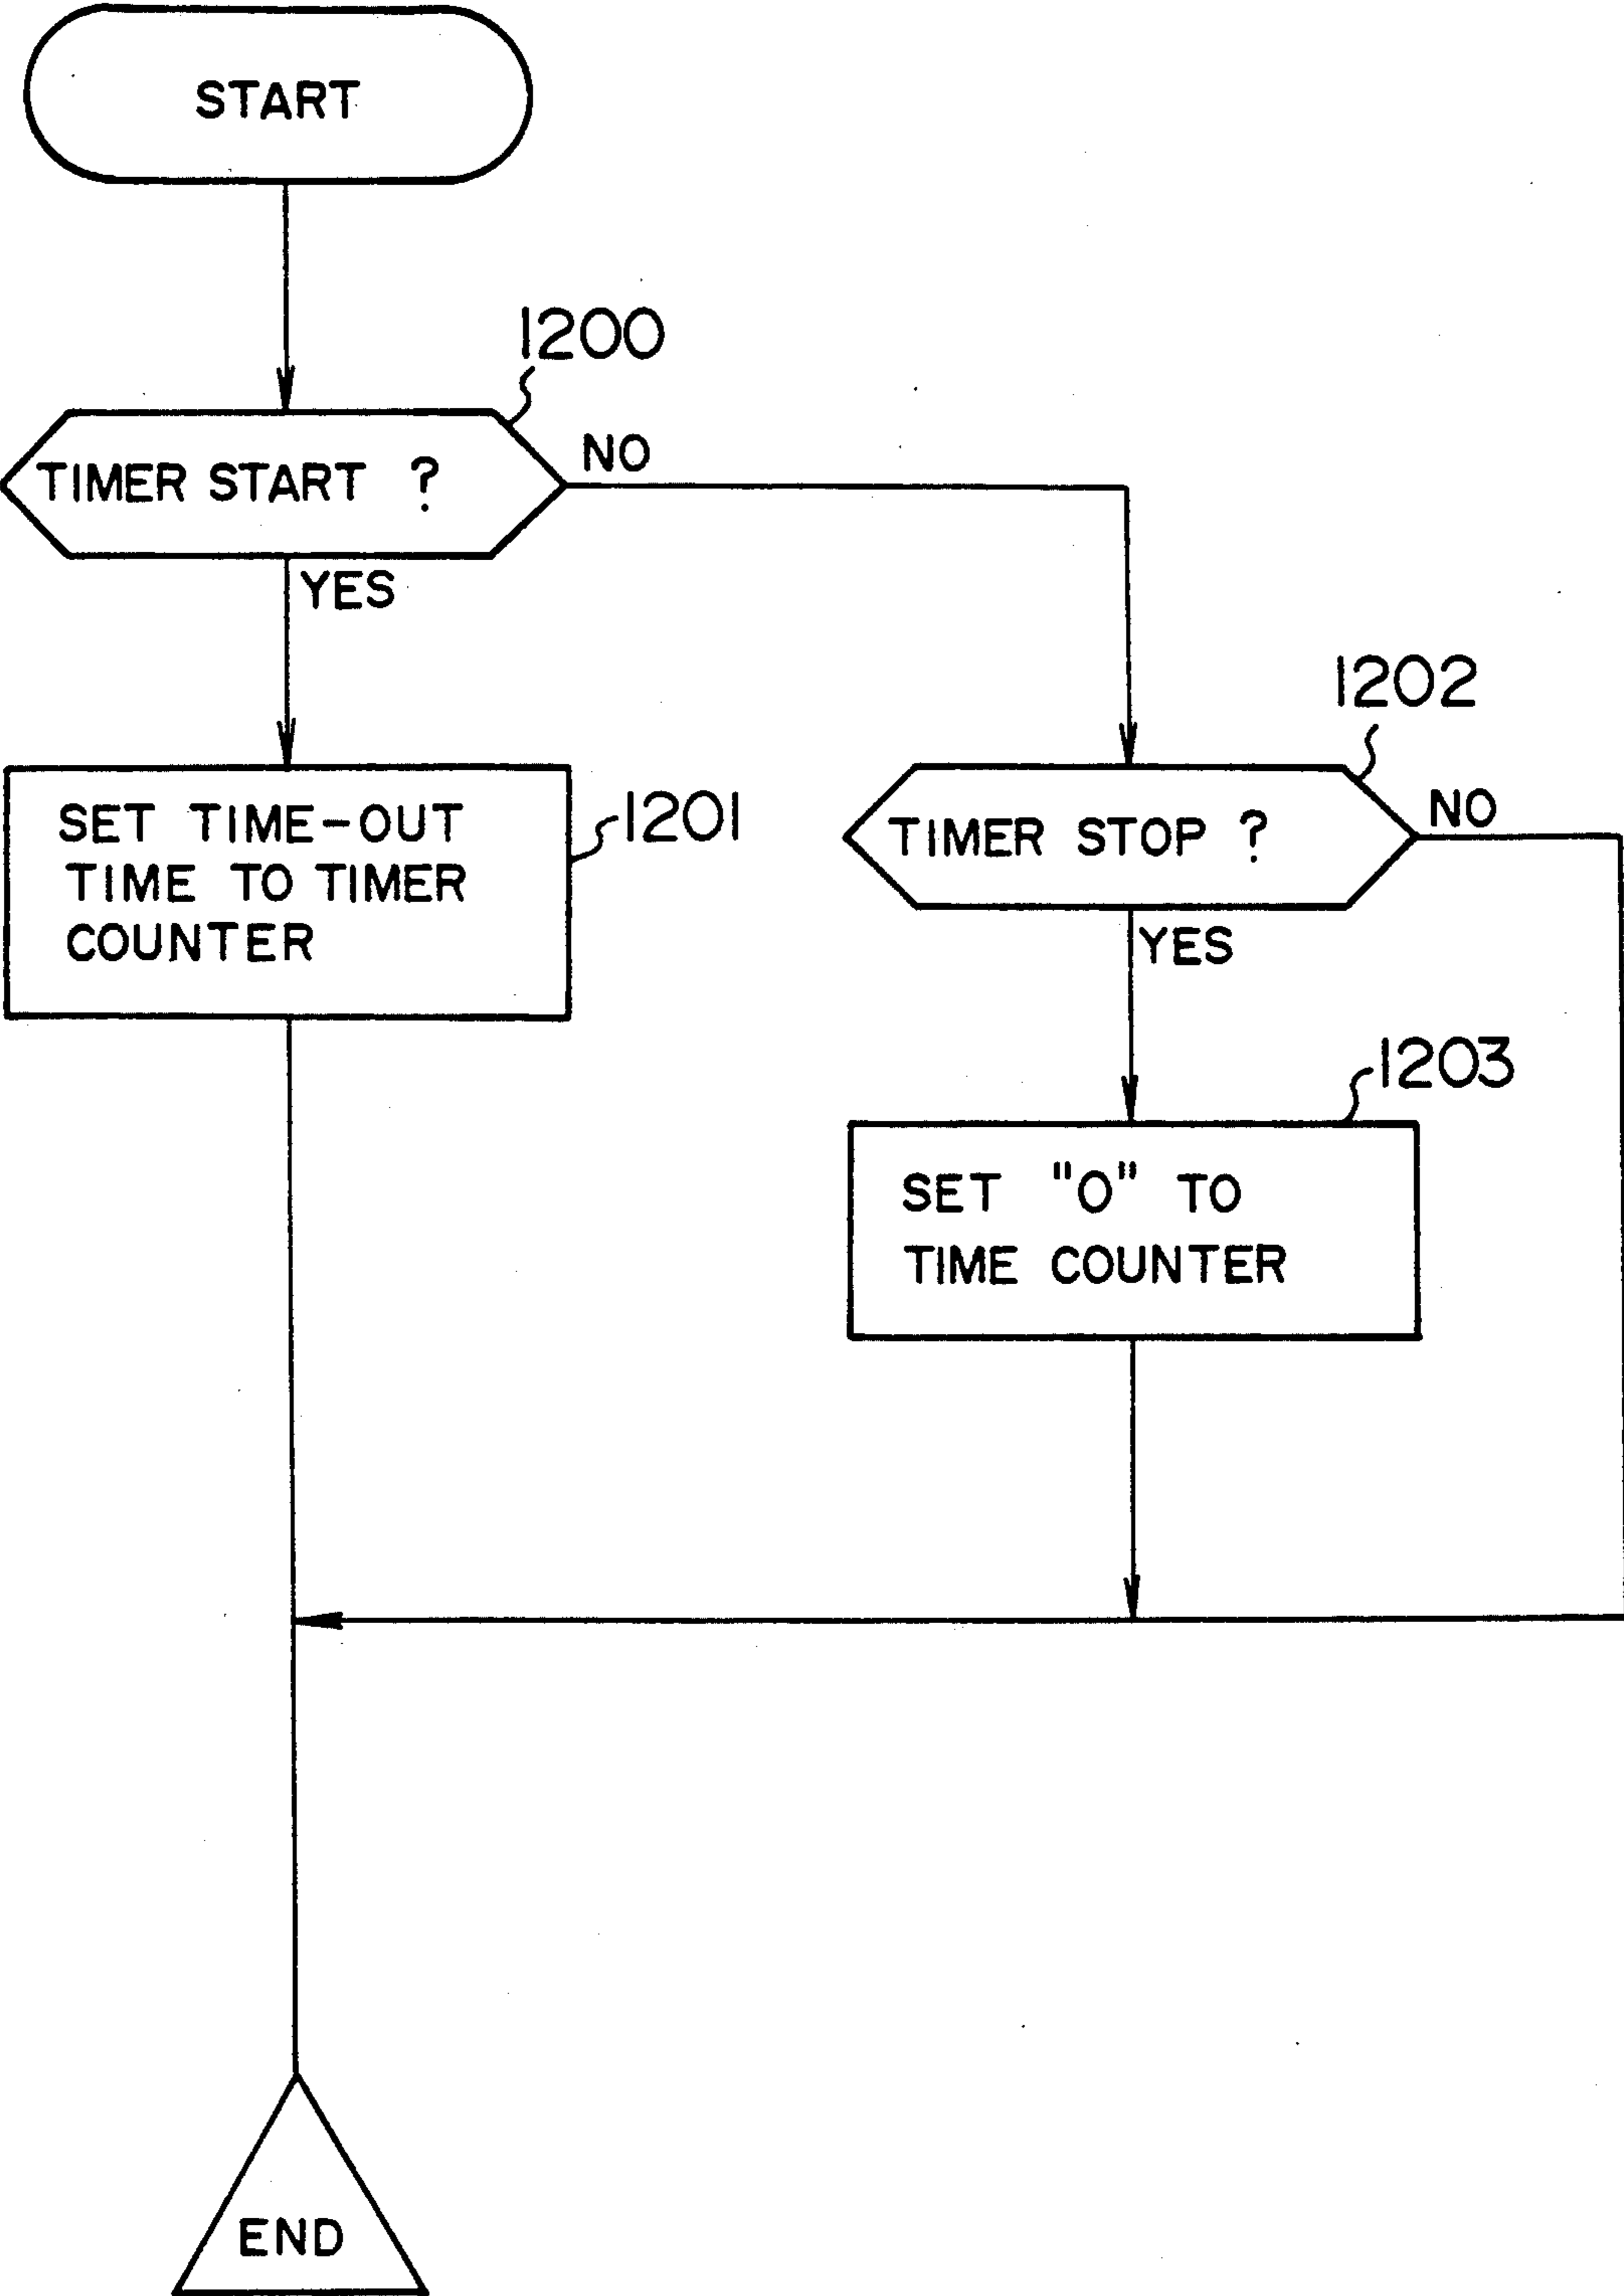 START
1200
TIMER START ?
NO
YES
1202
SET TIME-OUT
TIME TO TIMER
COUNTER
1201
TIMER STOP ?
NO
YES
1203
SET "0" TO
TIME COUNTER
END